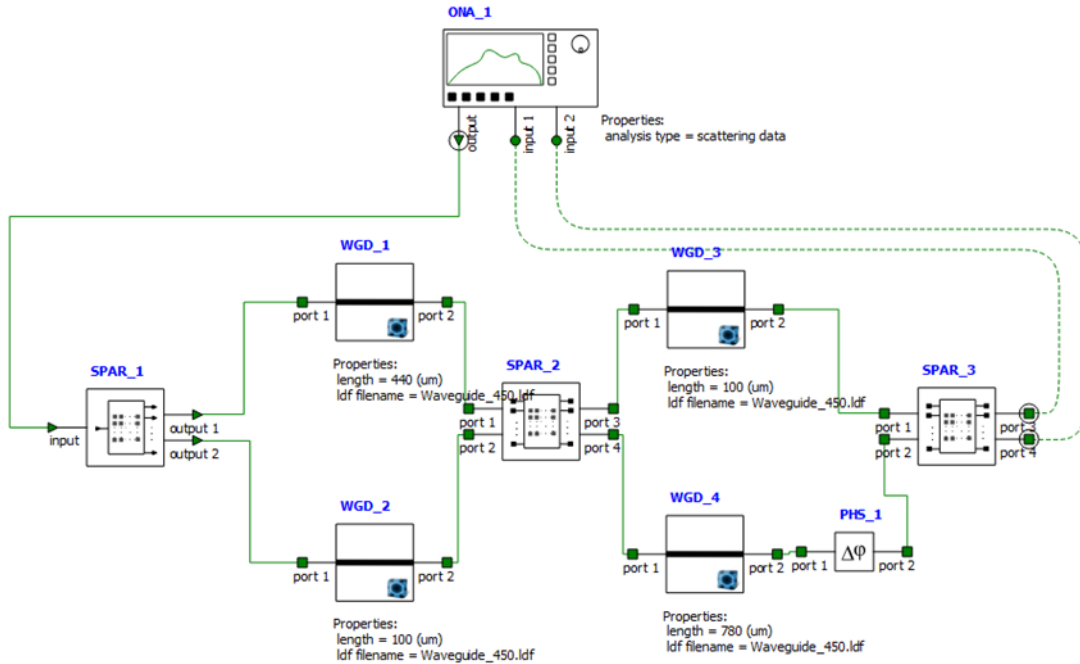 ONA_1
output
input 1
input 2
Properties:
analysis type = scattering data
WGD_1
port 1
port 2
Properties:
length = 440 (um)
ldf filename = Waveguide_450.ldf
WGD_3
port 1
port 2
Properties:
length = 100 (um)
ldf filename = Waveguide_450.ldf
SPAR_1
input
output 1
output 2
SPAR_2
port 1
port 2
port 3
port 4
SPAR_3
port 1
port 2
port
port 4
WGD_2
port 1
port 2
Properties:
length = 100 (um)
ldf filename = Waveguide_450.ldf
WGD_4
port 1
port 2
Properties:
length = 780 (um)
ldf filename = Waveguide_450.ldf
PHS_1
Δφ
port 1
port 2